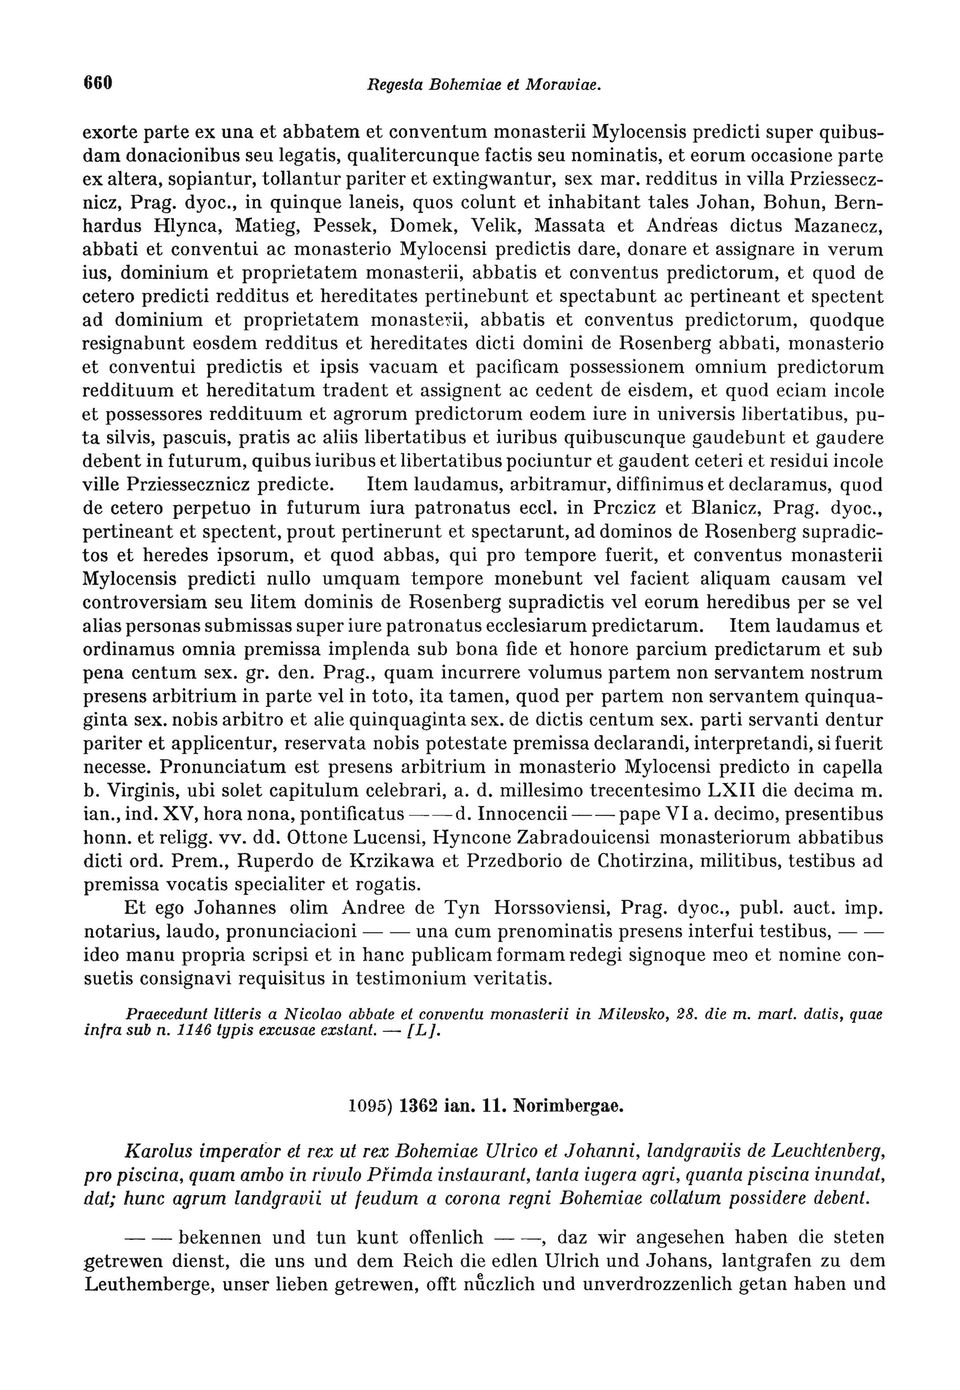 660 Regesta Bohemiae et Moraviae.
exorte parte ex una et abbatem et conventum monasterii Mylocensis predicti super quibus-
dam donacionibus seu legatis, qualitercunque factis seu nominatis, et eorum occasione parte
ex altera, sopiantur, tollantur pariter et extingwantur, sex mar. redditus in villa Prziessecz-
nicz, Prag. dyoc., in quinque laneis, quos colunt et inhabitant tales Johan, Bohun, Bern-
hardus Hlynca, Matieg, Pessek, Domek, Velik, Massata et Andreas dictus Mazanecz,
abbati et conventui ac monasterio Mylocensi predictis dare, donare et assignare in verum
ius, dominium et proprietatem monasterii, abbatis et conventus predictorum, et quod de
cetero predicti redditus et hereditates pertinebunt et spectabunt ac pertineant et spectent
ad dominium et proprietatem monasterii, abbatis et conventus predictorum, quodque
resignabunt eosdem redditus et hereditates dicti domini de Rosenberg abbati, monasterio
et conventui predictis et ipsis vacuam et pacificam possessionem omnium predictorum
reddituum et hereditatum tradent et assignent ac cedent de eisdem, et quod eciam incole
et possessores reddituum et agrorum predictorum eodem iure in universis libertatibus, pu-
ta silvis, pascuis, pratis ac aliis libertatibus et iuribus quibuscunque gaudebunt et gaudere
debent in futurum, quibus iuribus et libertatibus pociuntur et gaudent ceteri et residui incole
ville Prziessecznicz predicte. Item laudamus, arbitramur, diffinimus et declaramus, quod
de cetero perpetuo in futurum iura patronatus eccl. in Prczicz et Blanicz, Prag. dyoc.,
pertineant et spectent, prout pertinerunt et spectarunt, ad dominos de Rosenberg supradic-
tos et heredes ipsorum, et quod abbas, qui pro tempore fuerit, et conventus monasterii
Mylocensis predicti nullo umquam tempore monebunt vel facient aliquam causam vel
controversiam seu litem dominis de Rosenberg supradictis vel eorum heredibus per se vel
alias personas submissas super iure patronatus ecclesiarum predictarum. Item laudamus et
ordinamus omnia premissa implenda sub bona fide et honore parcium predictarum et sub
pena centum sex. gr. den. Prag., quam incurrere volumus partem non servantem nostrum
presens arbitrium in parte vel in toto, ita tamen, quod per partem non servantem quinqua-
ginta sex. nobis arbitro et alie quinquaginta sex. de dictis centum sex. parti servanti dentur
pariter et applicentur, reservata nobis potestate premissa declarandi, interpretandi, si fuerit
necesse. Pronunciatum est presens arbitrium in monasterio Mylocensi predicto in capella
b. Virginis, ubi solet capitulum celebrari, a. d. millesimo trecentesimo LXII die decima m.
ian., ind. XV, hora nona, pontificatus — — d. Innocencii — — pape VI a. decimo, presentibus
honn. et religg. vv. dd. Ottone Lucensi, Hyncone Zabradouicensi monasteriorum abbatibus
dicti ord. Prem., Ruperdo de Krzikawa et Przedborio de Chotirzina, militibus, testibus ad
premissa vocatis specialiter et rogatis.
Et ego Johannes olim Andree de Tyn Horssoviensi, Prag. dyoc., publ. auct. imp.
notarius, laudo, pronunciacioni — — una cum prenominatis presens interfui testibus, — —
ideo manu propria scripsi et in hanc publicam formam redegi signoque meo et nomine con-
suetis consignavi requisitus in testimonium veritatis.
Praecedunt litteris a Nicolao abbate et conventu monasterii in Milevsko, 28. die m. mart. datis, quae
infra sub n. 1146 typis excusae exstant. — [L].
1095) 1362 ian. 11. Norimbergae.
Karolus imperator et rex ut rex Bohemiae Ulrico et Johanni, landgraviis de Leuchtenberg,
pro piscina, quam ambo in rivulo Přimda instaurant, tanta iugera agri, quanta piscina inundat,
dat; hunc agrum landgravii ut feudum a corona regni Bohemiae collatum possidere debent.
— — bekennen und tun kunt offenlich — —, daz wir angesehen haben die steten
getrewen dienst, die uns und dem Reich die edlen Ulrich und Johans, lantgrafen zu dem
Leuthemberge, unser lieben getrewen, offt nuͤczlich und unverdrozzenlich getan haben und